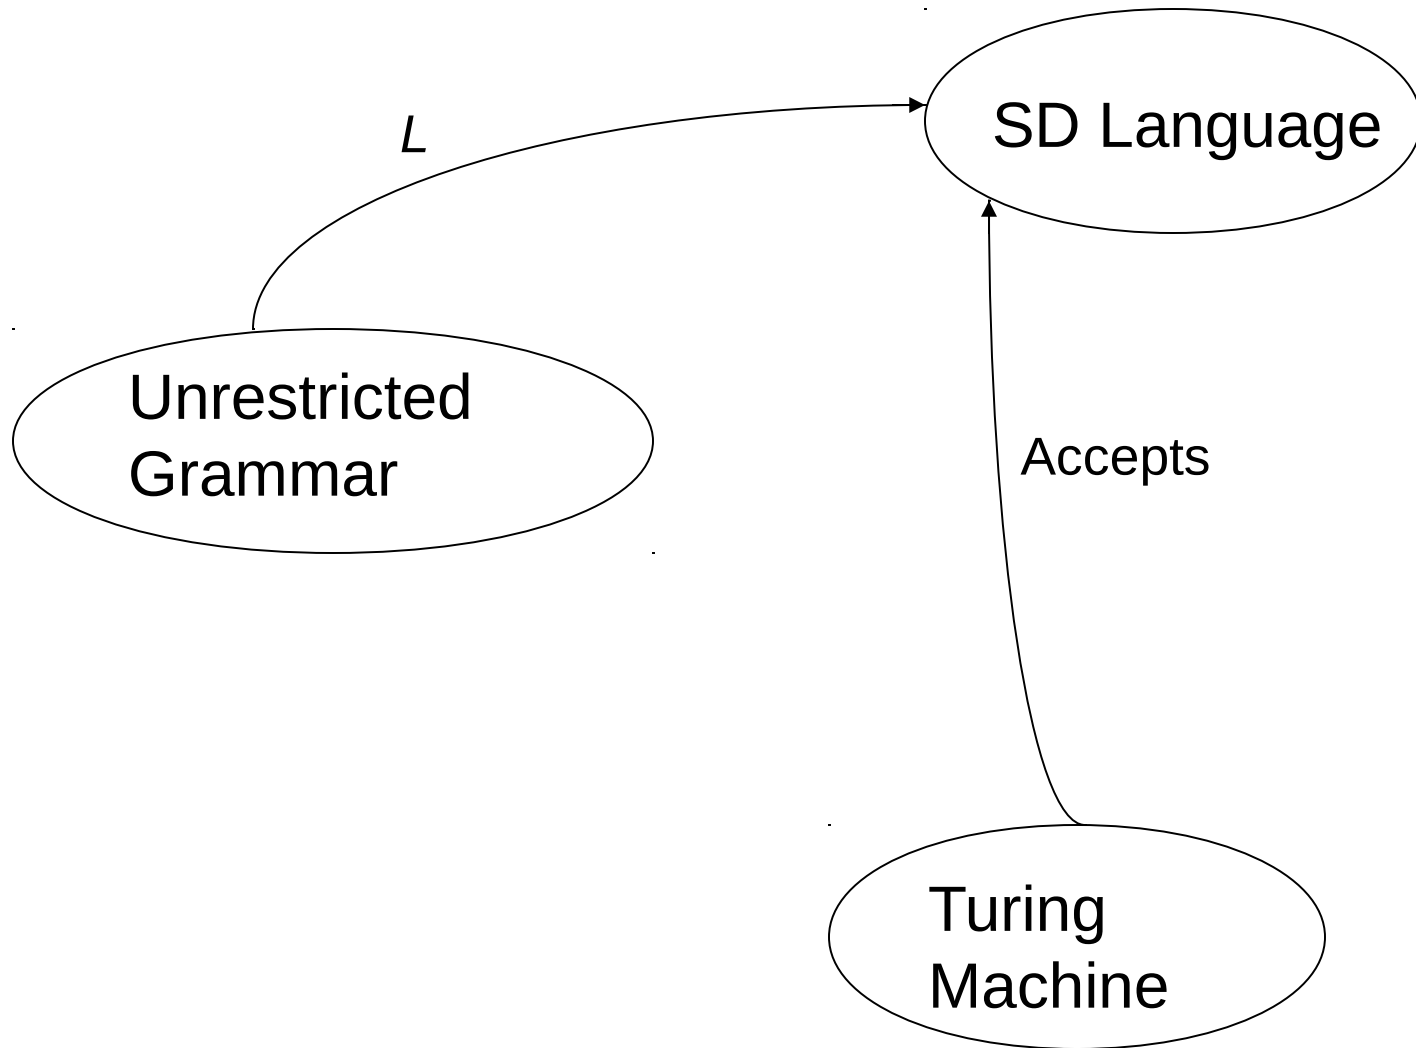 SD Language
L
Unrestricted
Grammar
Accepts
Turing
Machine